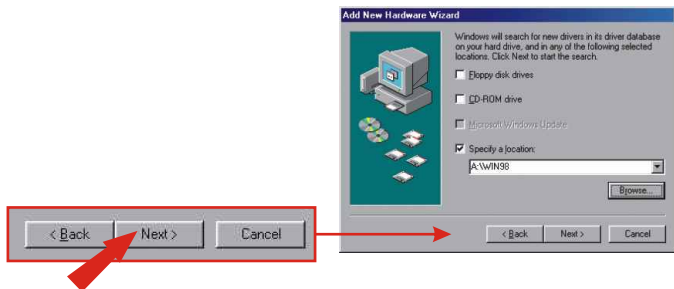 Add New Hardware Wizard
Windows will search for new drivers in its driver database
on your hard drive, and in any of the following selected
locations. Click Next to start the search.
Floppy disk drives
CD-ROM drive
Microsoft Windows Update
Specify a location:
A:\WIN98
Browse...
< Back Next > Cancel
< Back Next > Cancel